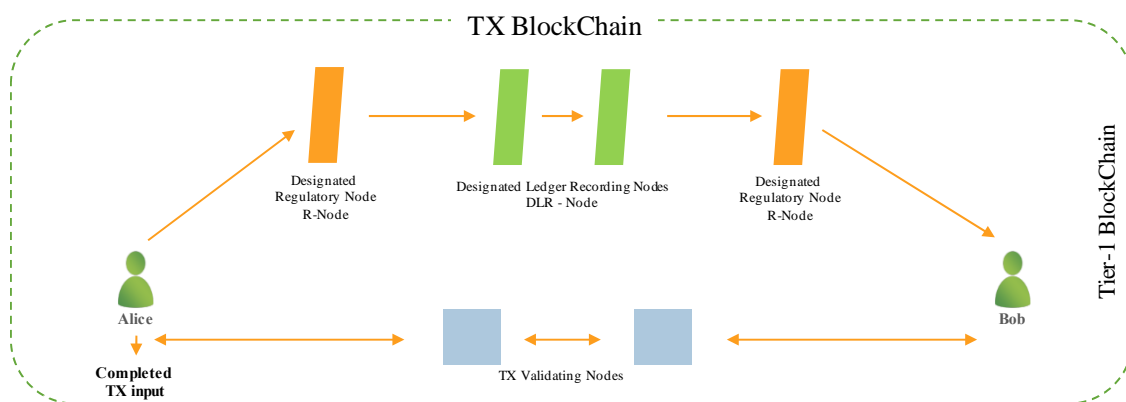 TX BlockChain
Designated
Regulatory Node
R-Node
Designated Ledger Recording Nodes
DLR - Node
Designated
Regulatory Node
R-Node
Tier-1 BlockChain
Alice
Bob
Completed
TX input
TX Validating Nodes